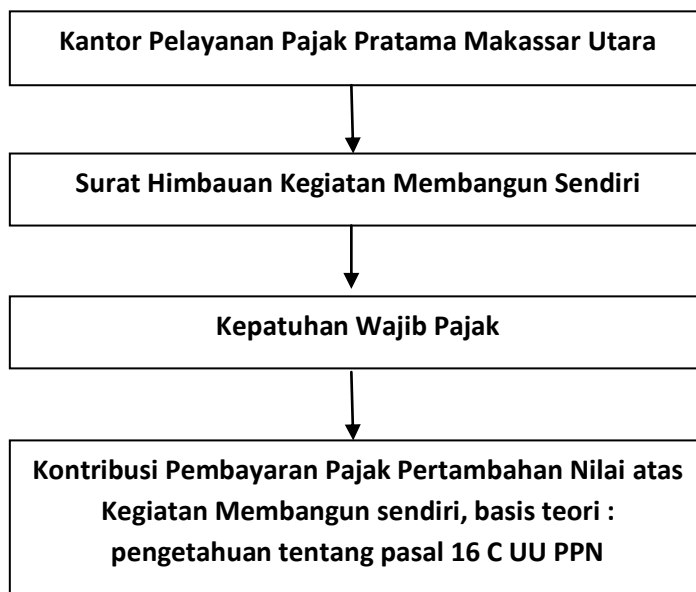 Kantor Pelayanan Pajak Pratama Makassar Utara
Surat Himbauan Kegiatan Membangun Sendiri
Kepatuhan Wajib Pajak
Kontribusi Pembayaran Pajak Pertambahan Nilai atas
Kegiatan Membangun sendiri, basis teori :
pengetahuan tentang pasal 16 C UU PPN